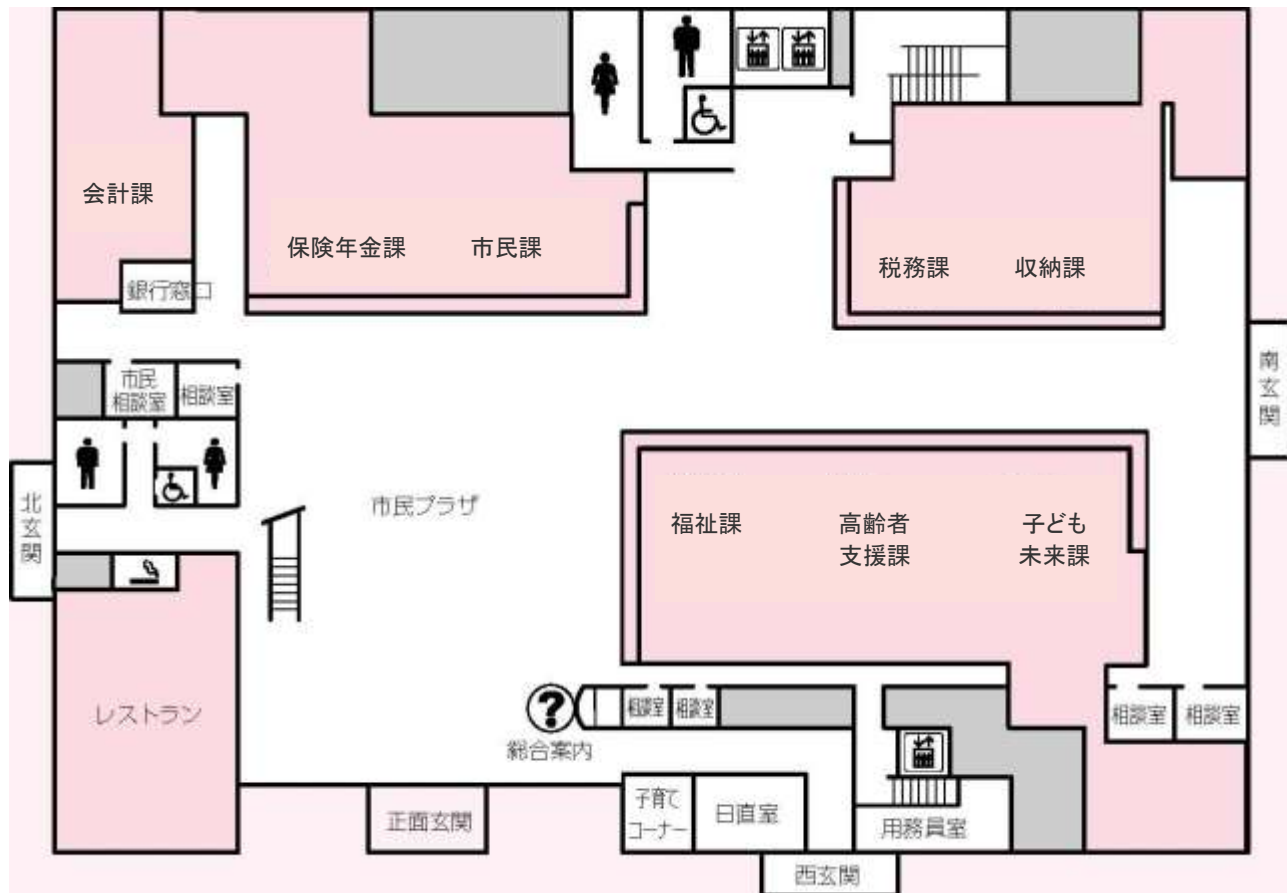 会計課
保険年金課
市民課
税務課
収納課
銀行窓口
市民
相談室
相談室
南玄関
北玄関
市民プラザ
福祉課
高齢者
支援課
子ども
未来課
レストラン
?
総合案内
相談室
相談室
相談室
相談室
正面玄関
子育て
コーナー
日直室
用務員室
西玄関